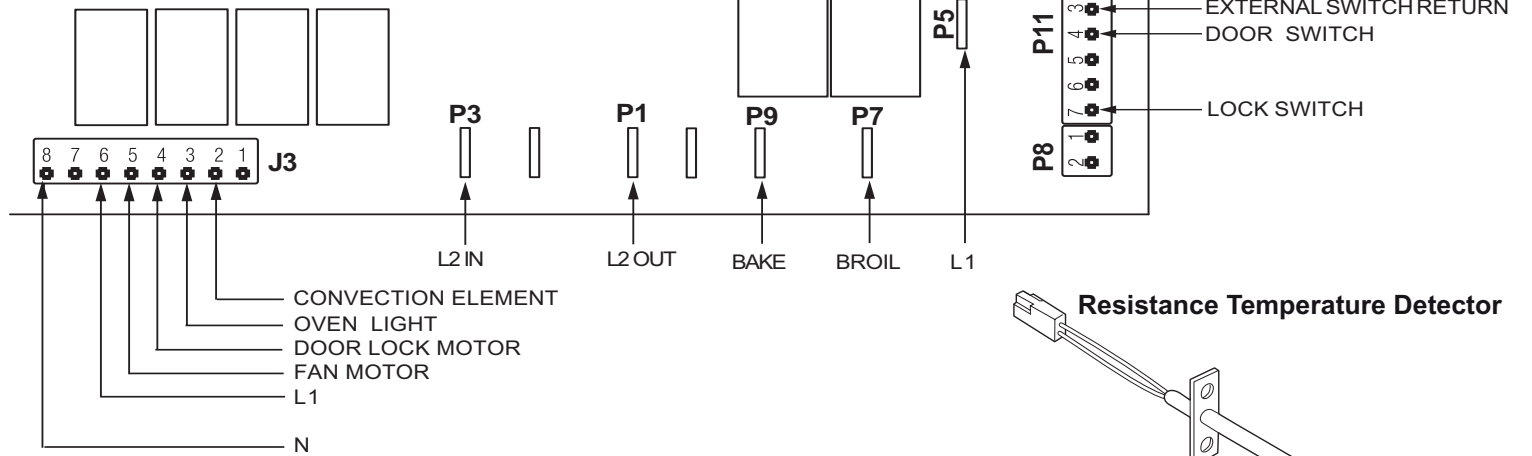 EXTERNAL SWITCH RETURN
DOOR SWITCH
LOCK SWITCH
P5
P11
3
4
5
6
7
P8
1
2
P3
P1
P9
P7
8 7 6 5 4 3 2 1
J3
L2 IN
L2 OUT
BAKE
BROIL
L1
CONVECTION ELEMENT
OVEN LIGHT
DOOR LOCK MOTOR
FAN MOTOR
L1
N
Resistance Temperature Detector